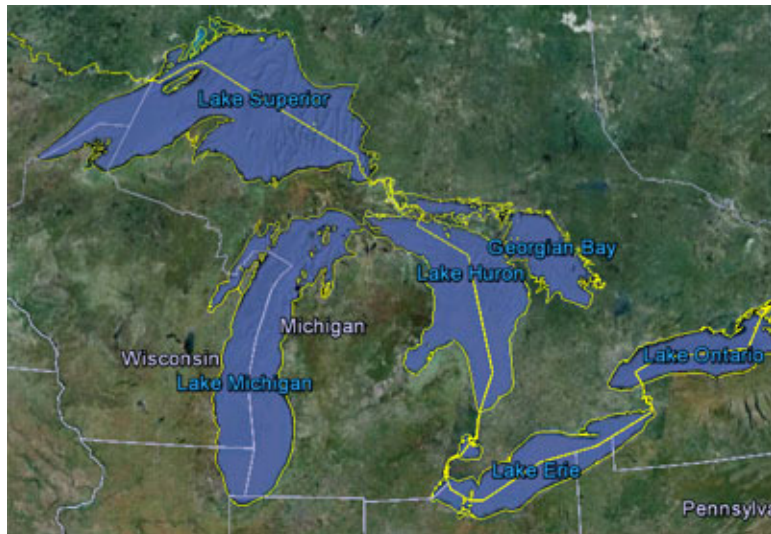 Lake Superior
Georgian Bay
Lake Huron
Michigan
Wisconsin
Lake Michigan
Lake Ontario
Lake Erie
Pennsylva